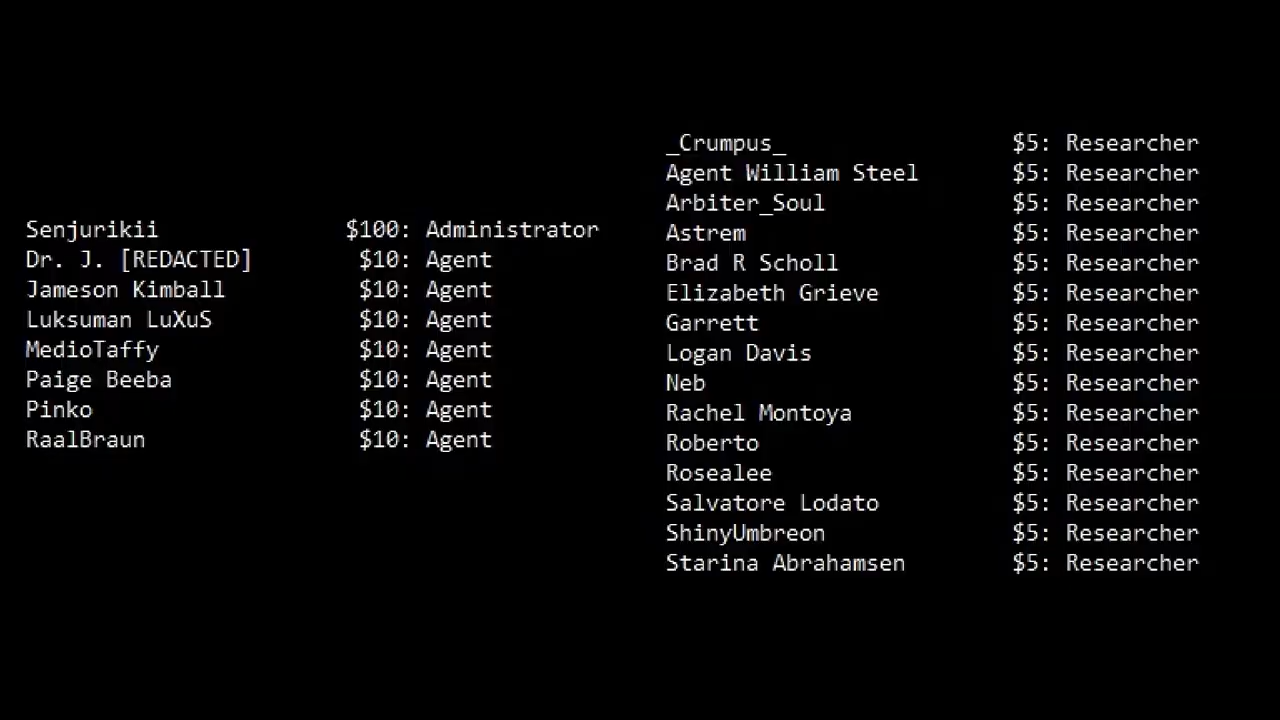 Senjurikii $100: Administrator
Dr. J. [REDACTED] $10: Agent
Jameson Kimball $10: Agent
Luksuman LuXuS $10: Agent
MedioTaffy $10: Agent
Paige Beeba $10: Agent
Pinko $10: Agent
RaalBraun $10: Agent
_Crumpus_ $5: Researcher
Agent William Steel $5: Researcher
Arbiter_Soul $5: Researcher
Astrem $5: Researcher
Brad R Scholl $5: Researcher
Elizabeth Grieve $5: Researcher
Garrett $5: Researcher
Logan Davis $5: Researcher
Neb $5: Researcher
Rachel Montoya $5: Researcher
Roberto $5: Researcher
Rosealee $5: Researcher
Salvatore Lodato $5: Researcher
ShinyUmbreon $5: Researcher
Starina Abrahamsen $5: Researcher